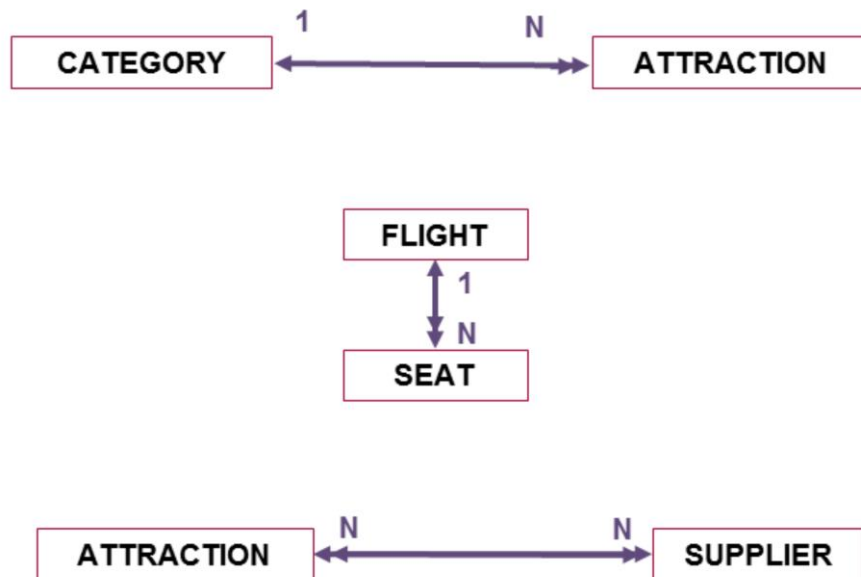 1 N
CATEGORY ATTRACTION
FLIGHT
1
N
SEAT
N N
ATTRACTION SUPPLIER